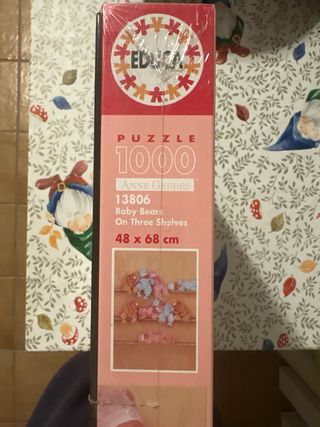 EDUCA
PUZZLE
1000
ANNE GEDDES
13806
Baby Bears
On Three Shelves
48 x 68 cm